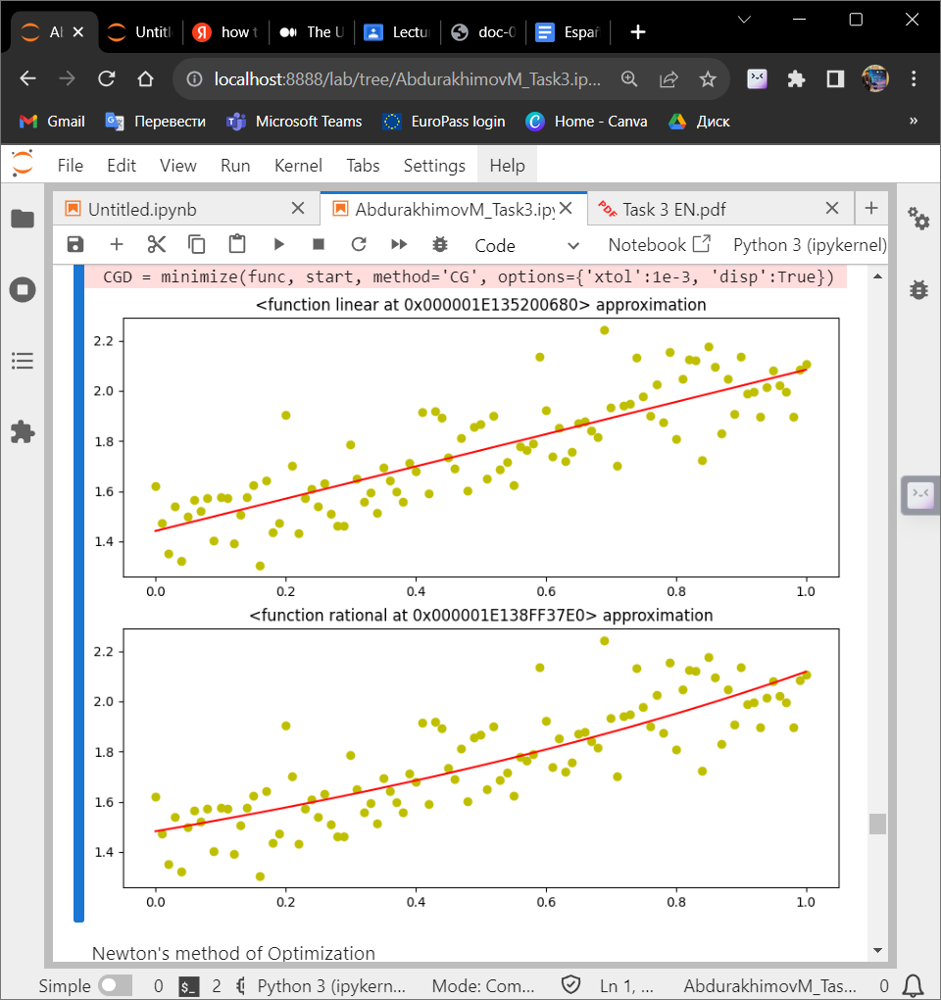 Al
Untitl
how t
The U
Lectu
doc-0
Españ
localhost:8888/lab/tree/AbdurakhimovM_Task3.ip...
Gmail
Перевести
Microsoft Teams
EuroPass login
Home - Canva
Диск
»
File Edit View Run Kernel Tabs Settings Help
Untitled.ipynb
AbdurakhimovM_Task3.ipy
PDF
Task 3 EN.pdf
Code
Notebook
Python 3 (ipykernel)
CGD = minimize(func, start, method='CG', options={'xtol':1e-3, 'disp':True})
<function linear at 0x000001E135200680> approximation
2.2
2.0
1.8
1.6
1.4
0.0 0.2 0.4 0.6 0.8 1.0
<function rational at 0x000001E138FF37E0> approximation
2.2
2.0
1.8
1.6
1.4
0.0 0.2 0.4 0.6 0.8 1.0
Newton's method of Optimization
Simple 0 2 Python 3 (ipykern... Mode: Com... Ln 1, ... AbdurakhimovM_Tas... 0